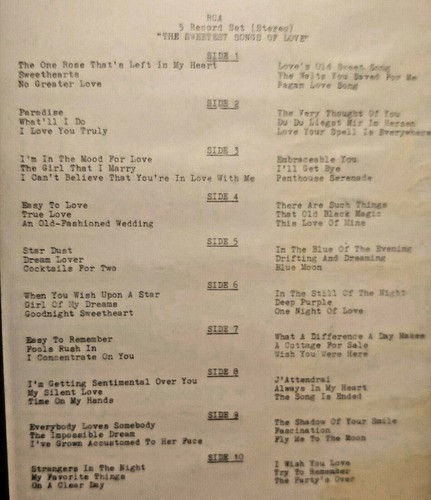 RCA
5 Record Set (Stereo)
"THE SWEETEST SONGS OF LOVE"
SIDE 1
The One Rose That's Left in My Heart Love's Old Sweet Song
Sweethearts The Waltz You Saved For Me
No Greater Love Pagan Love Song
SIDE 2
Paradise The Very Thought Of You
What'll I Do Du Du Liegst Mir Im Herzen
I Love You Truly Love Your Spell Is Everywhere
SIDE 3
I'm In The Mood For Love Embraceable You
The Girl That I Marry I'll Get Bye
I Can't Believe That You're In Love With Me Penthouse Serenade
SIDE 4
Easy To Love There Are Such Things
True Love That Old Black Magic
An Old-Fashioned Wedding This Love Of Mine
SIDE 5
Star Dust In The Blue Of The Evening
Dream Lover Drifting And Dreaming
Cocktails For Two Blue Moon
SIDE 6
When You Wish Upon A Star In The Still Of The Night
Girl Of My Dreams Deep Purple
Goodnight Sweetheart One Night Of Love
SIDE 7
Easy To Remember What A Difference A Day Makes
Fools Rush In A Cottage For Sale
I Concentrate On You Wish You Were Here
SIDE 8
I'm Getting Sentimental Over You J'Attendrai
My Silent Love Always In My Heart
Time On My Hands The Song Is Ended
SIDE 9
Everybody Loves Somebody The Shadow Of Your Smile
The Impossible Dream Fascination
I've Grown Accustomed To Her Face Fly Me To The Moon
SIDE 10
Strangers In The Night I Wish You Love
My Favorite Things Try To Remember
On A Clear Day The Party's Over